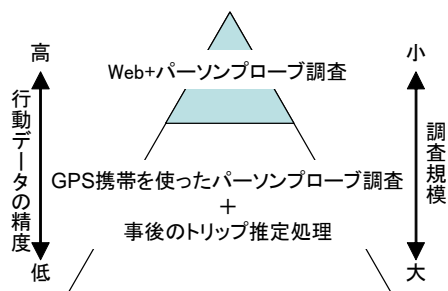 高
小
Web+パーソンプローブ調査
行動データの精度
調査規模
GPS携帯を使ったパーソンプローブ調査
+
事後のトリップ推定処理
低
大